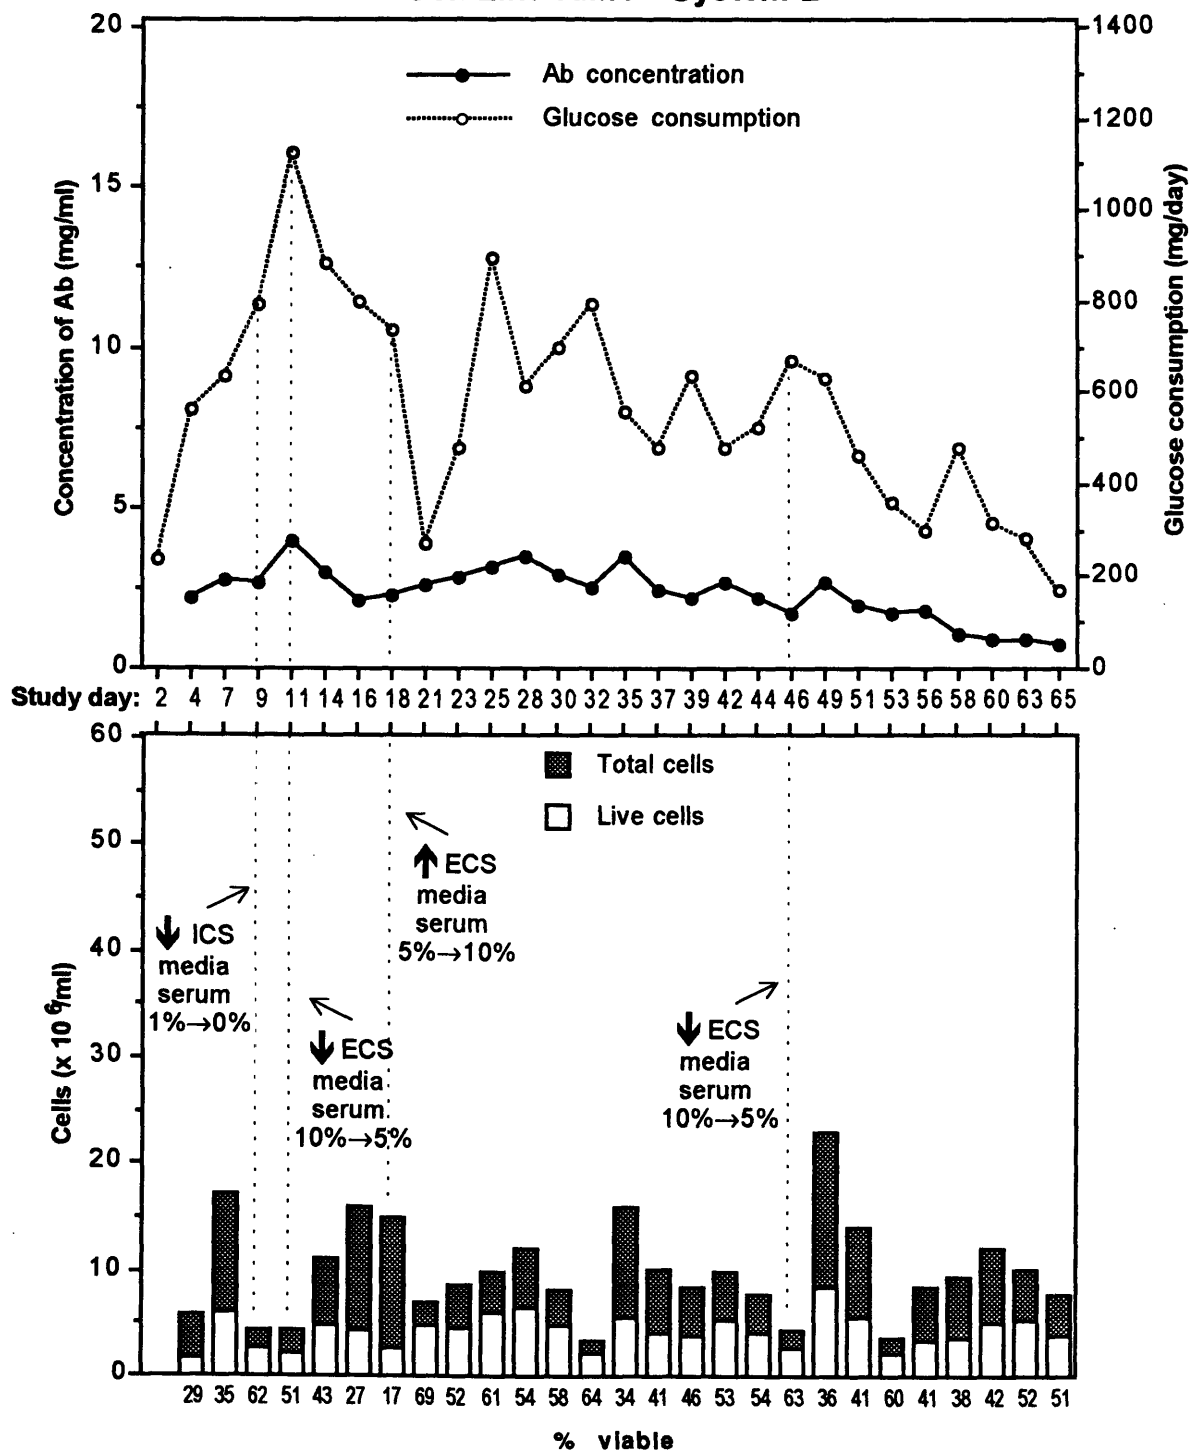 20
15
10
5
0
Concentration of Ab (mg/ml)
Ab concentration
Glucose consumption
1400
1200
1000
800
600
400
200
0
Glucose consumption (mg/day)
Study day: 2 4 7 9 11 14 16 18 21 23 25 28 30 32 35 37 39 42 44 46 49 51 53 56 58 60 63 65
60
50
40
30
20
10
0
Cells (x 10⁶/ml)
Total cells
Live cells
↓ ICS
media
serum
1%→0%
↓ ECS
media
serum
10%→5%
↑ ECS
media
serum
5%→10%
↓ ECS
media
serum
10%→5%
29 35 62 51 43 27 17 69 52 61 54 58 64 34 41 46 53 54 63 36 41 60 41 38 42 52 51
% viable